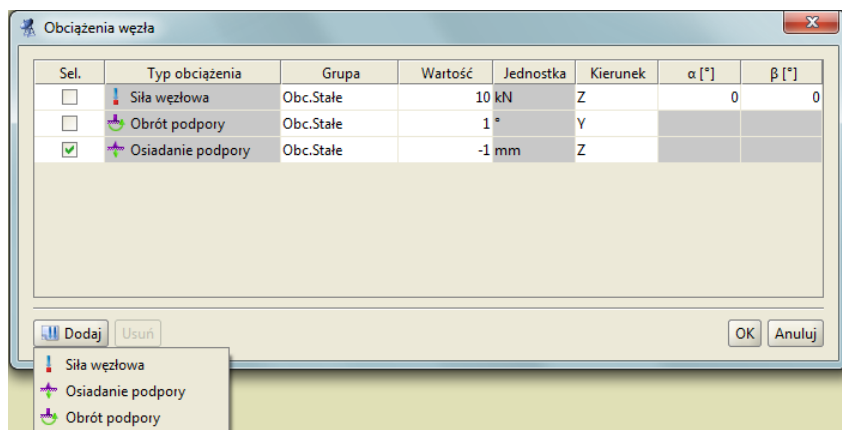 Obciążenia węzła
x
Sel. Typ obciążenia Grupa Wartość Jednostka Kierunek α [°] β [°]
Siła węzłowa Obc.Stałe 10 kN Z 0 0
Obrót podpory Obc.Stałe 1 ° Y
Osiadanie podpory Obc.Stałe -1 mm Z
Dodaj Usuń OK Anuluj
Siła węzłowa
Osiadanie podpory
Obrót podpory